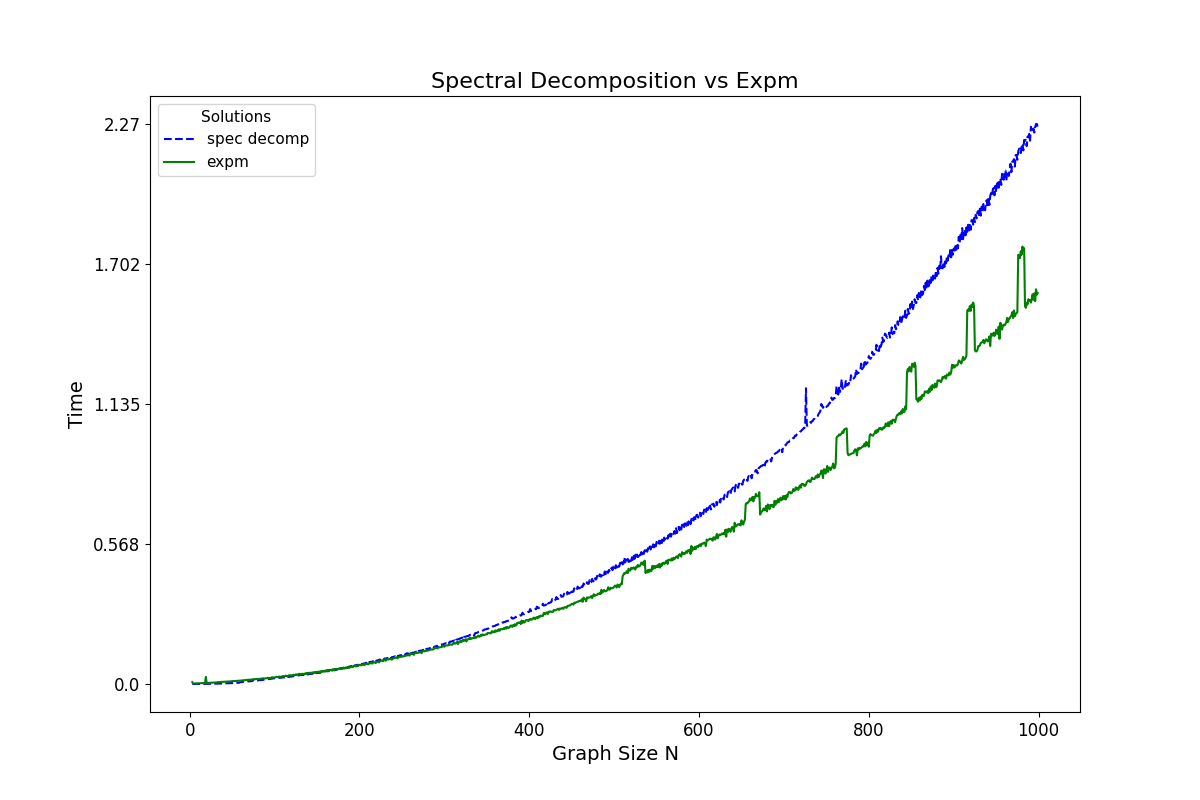 Spectral Decomposition vs Expm
Solutions
spec decomp
expm
2.27
1.702
1.135
0.568
0.0
Time
0 200 400 600 800 1000
Graph Size N